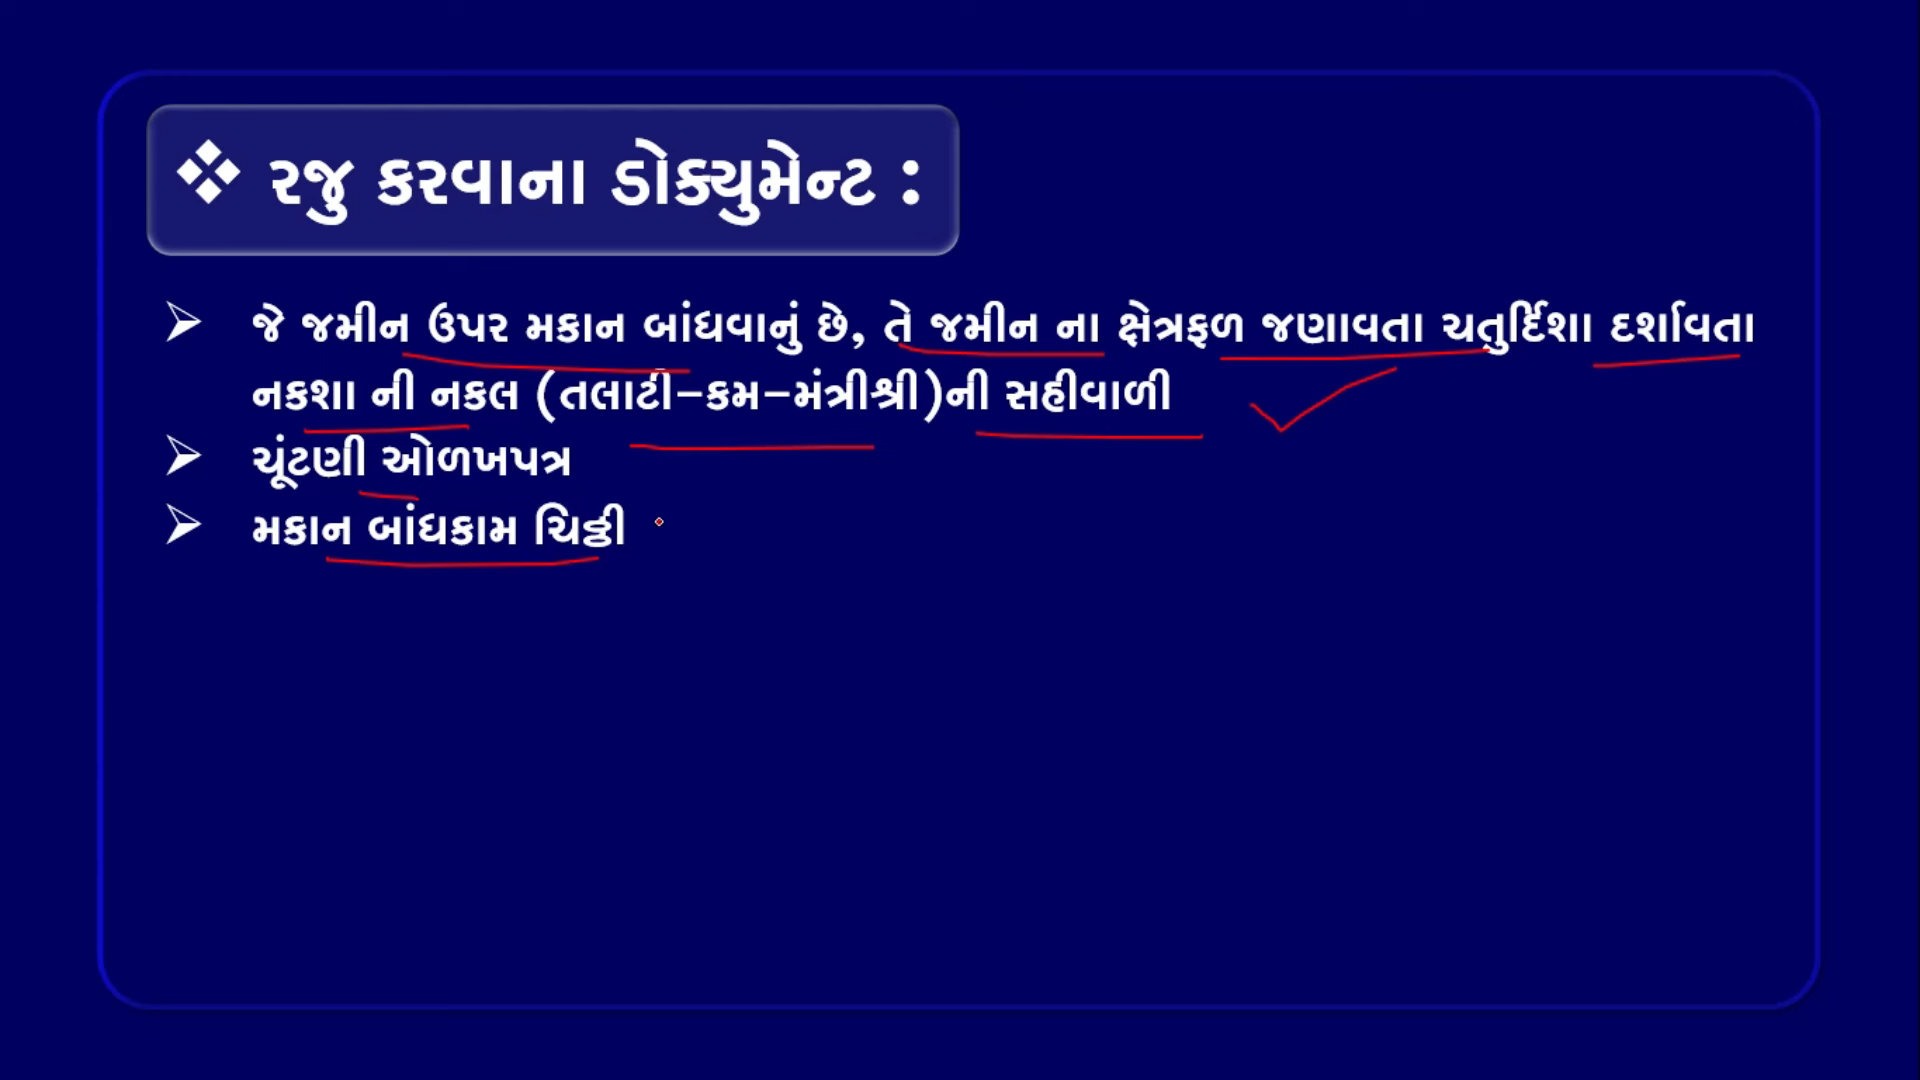 ❖ રજુ કરવાના ડોક્યુમેન્ટ :
➢ જે જમીન ઉપર મકાન બાંધવાનું છે, તે જમીન ના ક્ષેત્રફળ જણાવતા ચતુર્દિશા દર્શાવતા
નકશા ની નકલ (તલાટી-કમ-મંત્રીશ્રી)ની સહીવાળી
➢ ચૂંટણી ઓળખપત્ર
➢ મકાન બાંધકામ ચિઠ્ઠી